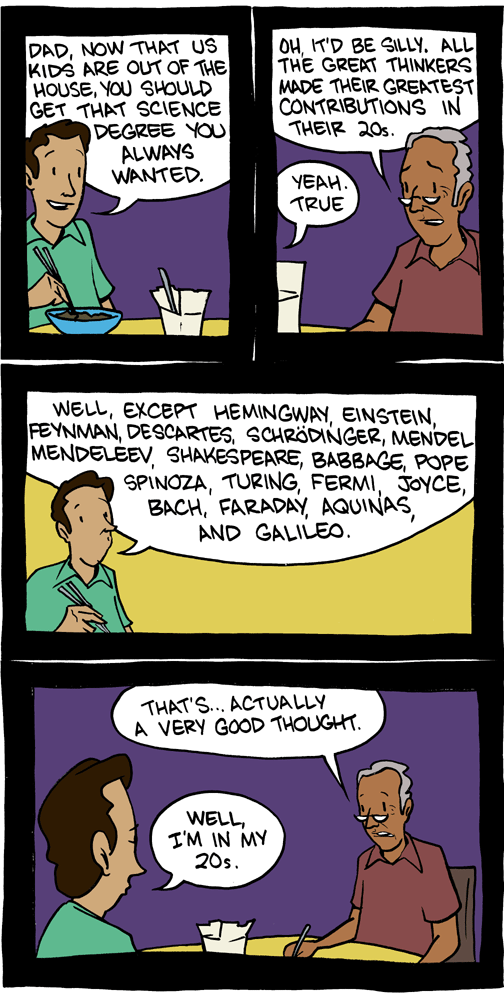 DAD, NOW THAT US
KIDS ARE OUT OF THE
HOUSE, YOU SHOULD
GET THAT SCIENCE
DEGREE YOU
ALWAYS
WANTED.
OH, IT'D BE SILLY. ALL
THE GREAT THINKERS
MADE THEIR GREATEST
CONTRIBUTIONS IN
THEIR 20s.
YEAH.
TRUE
WELL, EXCEPT HEMINGWAY, EINSTEIN,
FEYNMAN, DESCARTES, SCHRÖDINGER, MENDEL
MENDELEEV, SHAKESPEARE, BABBAGE, POPE
SPINOZA, TURING, FERMI, JOYCE,
BACH, FARADAY, AQUINAS,
AND GALILEO.
THAT'S... ACTUALLY
A VERY GOOD THOUGHT.
WELL,
I'M IN MY
20s.